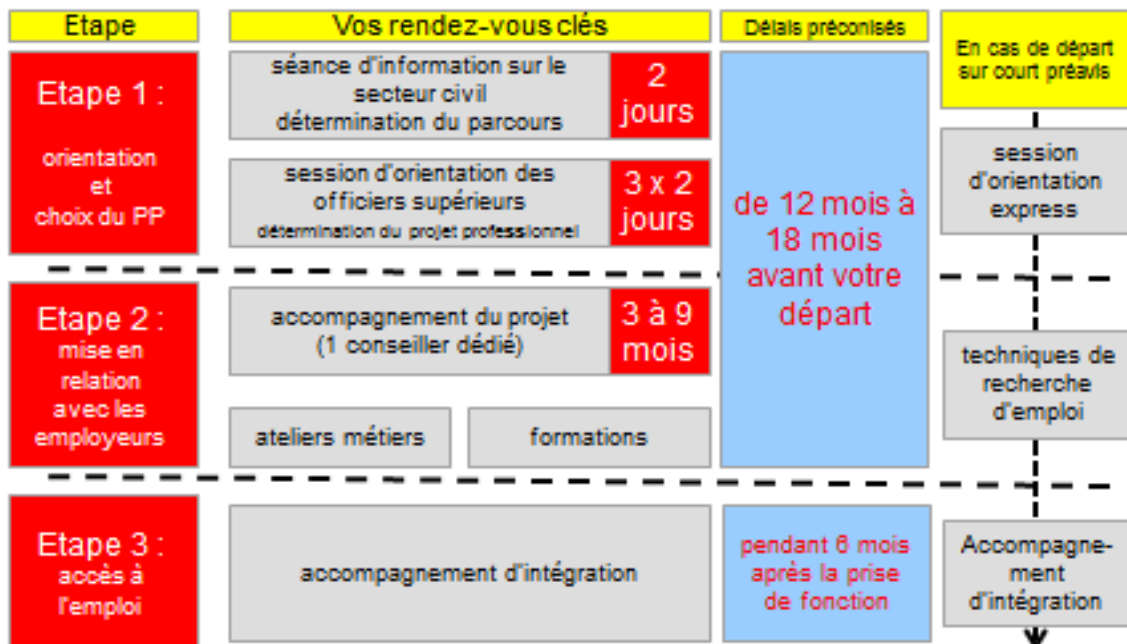 Etape
Vos rendez-vous clés
Délais préconisés
En cas de départ
sur court préavis
Etape 1 :
orientation
et
choix du PP
séance d'information sur le
secteur civil
détermination du parcours
2
jours
session d'orientation des
officiers supérieurs
détermination du projet professionnel
3 x 2
jours
de 12 mois à
18 mois
avant votre
départ
session
d'orientation
express
Etape 2 :
mise en
relation
avec les
employeurs
accompagnement du projet
(1 conseiller dédié)
3 à 9
mois
ateliers métiers
formations
techniques de
recherche
d'emploi
Etape 3 :
accès à
l'emploi
accompagnement d'intégration
pendant 6 mois
après la prise
de fonction
Accompagne-
ment
d'intégration